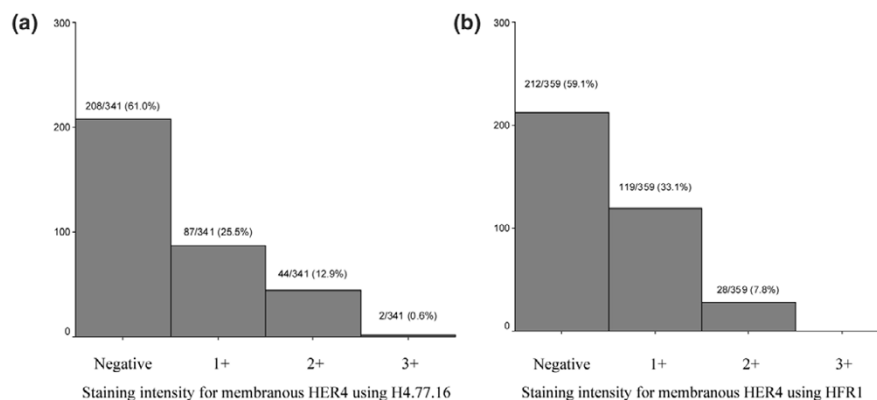 (a)
300
208/341 (61.0%)
200
100
87/341 (25.5%)
44/341 (12.9%)
2/341 (0.6%)
0
Negative 1+ 2+ 3+
Staining intensity for membranous HER4 using H4.77.16
(b)
300
212/359 (59.1%)
200
119/359 (33.1%)
100
28/359 (7.8%)
0
Negative 1+ 2+ 3+
Staining intensity for membranous HER4 using HFR1